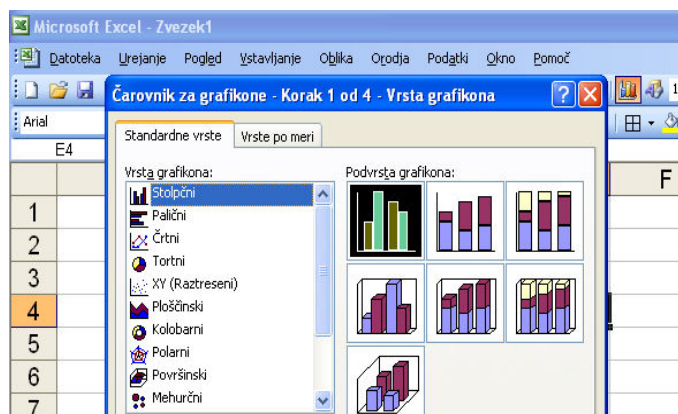 Microsoft Excel - Zvezek1
Datoteka Urejanje Pogled Vstavljanje Oblika Orodja Podatki Okno Pomoč
Čarovnik za grafikone - Korak 1 od 4 - Vrsta grafikona
Arial
E4
Standardne vrste Vrste po meri
F
Vrsta grafikona: Podvrsta grafikona:
Stolpčni
1 Palični
Črtni
2 Tortni
3 XY (Raztreseni)
4 Ploščinski
Kolobarni
5 Polarni
6 Površinski
Mehurčni
7